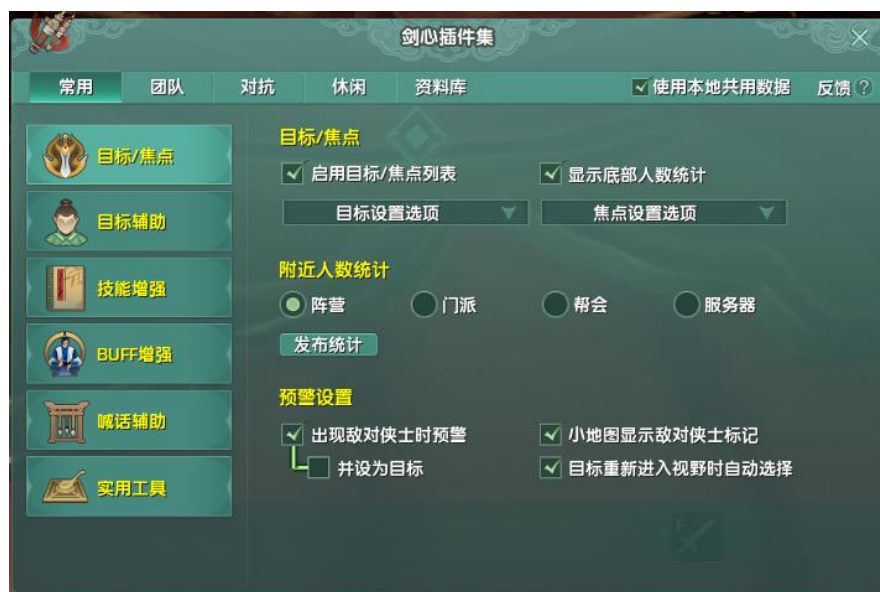 剑心插件集
常用 团队 对抗 休闲 资料库 使用本地共用数据 反馈 ?
目标/焦点
目标辅助
技能增强
BUFF增强
喊话辅助
实用工具
目标/焦点
启用目标/焦点列表 显示底部人数统计
目标设置选项 焦点设置选项
附近人数统计
阵营 门派 帮会 服务器
发布统计
预警设置
出现敌对侠士时预警 小地图显示敌对侠士标记
并设为目标 目标重新进入视野时自动选择
F